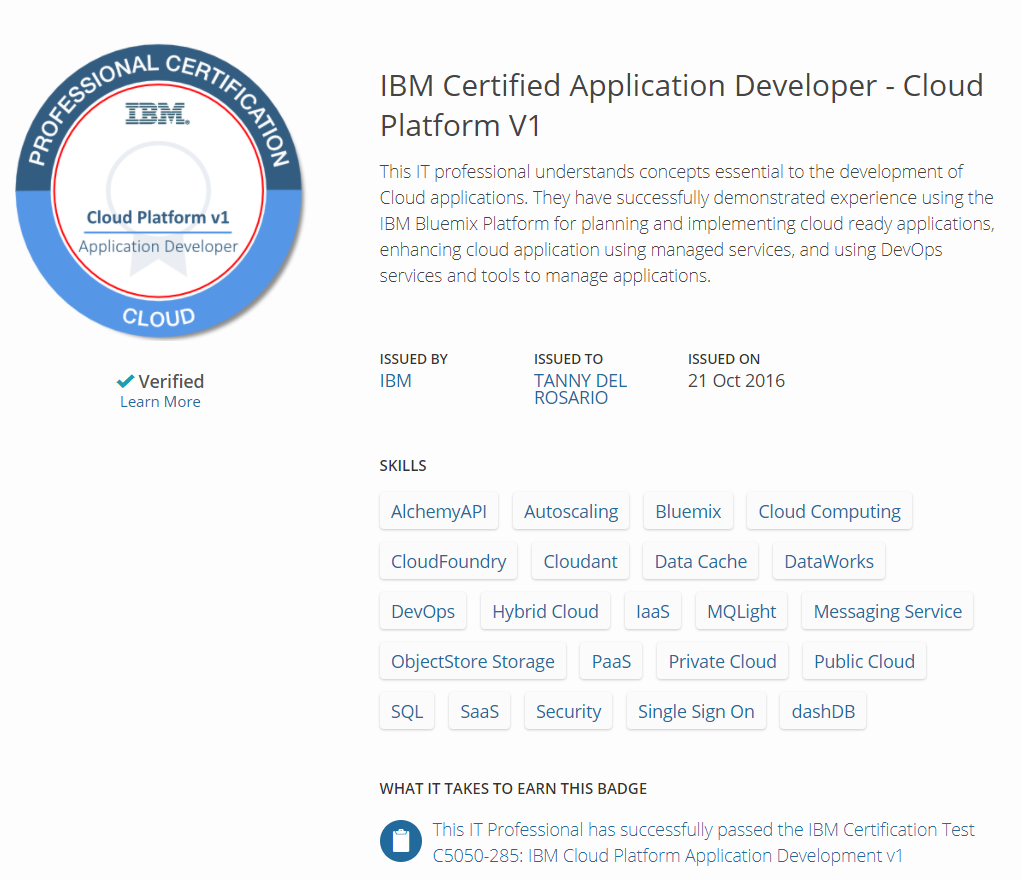 PROFESSIONAL CERTIFICATION
IBM.
Cloud Platform v1
Application Developer
CLOUD
Verified
Learn More
IBM Certified Application Developer - Cloud
Platform V1
This IT professional understands concepts essential to the development of
Cloud applications. They have successfully demonstrated experience using the
IBM Bluemix Platform for planning and implementing cloud ready applications,
enhancing cloud application using managed services, and using DevOps
services and tools to manage applications.
ISSUED BY ISSUED TO ISSUED ON
IBM TANNY DEL 21 Oct 2016
ROSARIO
SKILLS
AlchemyAPI Autoscaling Bluemix Cloud Computing
CloudFoundry Cloudant Data Cache DataWorks
DevOps Hybrid Cloud IaaS MQLight Messaging Service
ObjectStore Storage PaaS Private Cloud Public Cloud
SQL SaaS Security Single Sign On dashDB
WHAT IT TAKES TO EARN THIS BADGE
This IT Professional has successfully passed the IBM Certification Test
C5050-285: IBM Cloud Platform Application Development v1